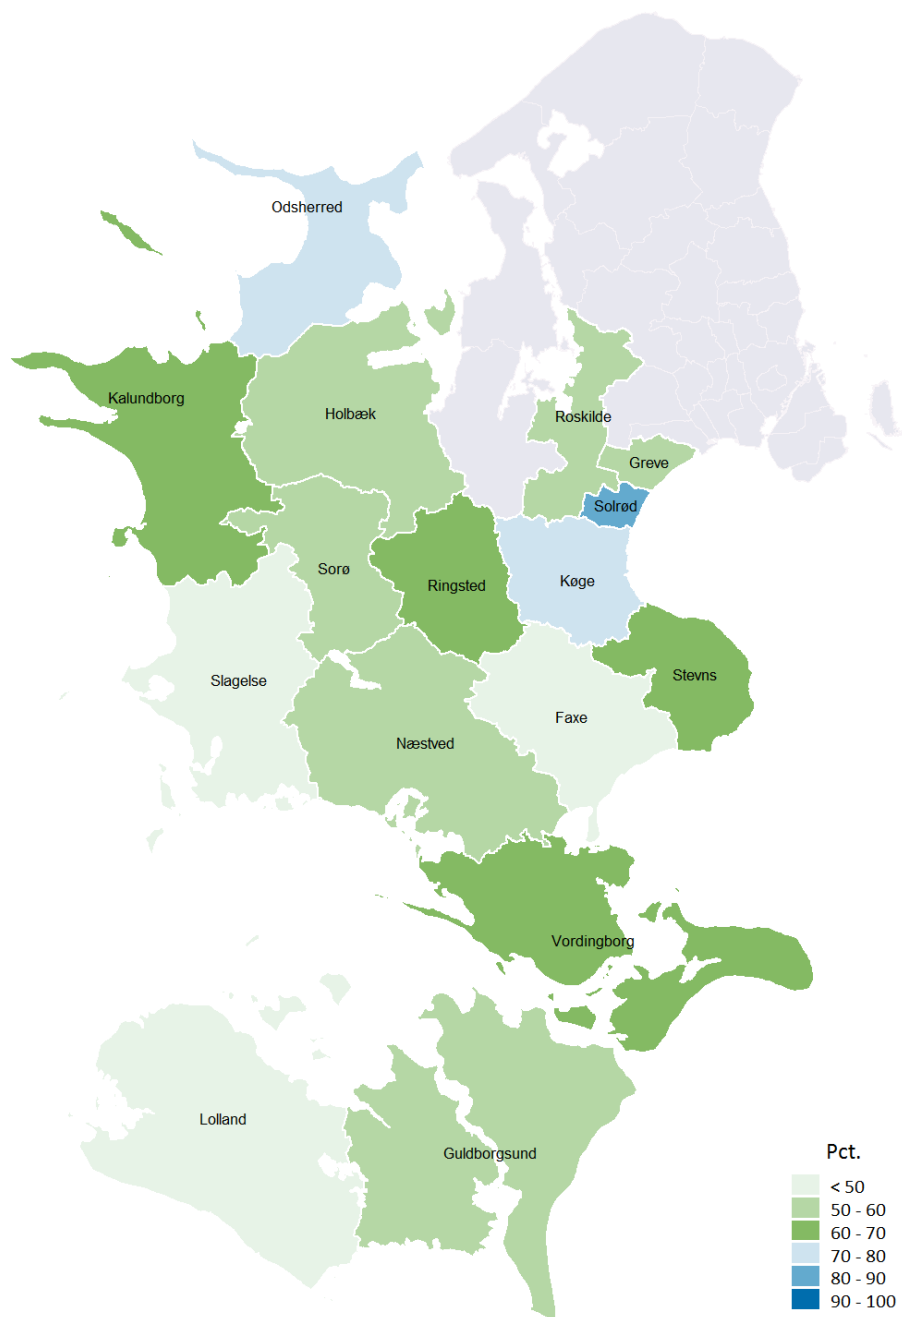 Odsherred
Kalundborg
Holbæk
Roskilde
Greve
Solrød
Sorø
Ringsted
Køge
Slagelse
Stevns
Faxe
Næstved
Vordingborg
Lolland
Guldborgsund
Pct.
< 50
50 - 60
60 - 70
70 - 80
80 - 90
90 - 100